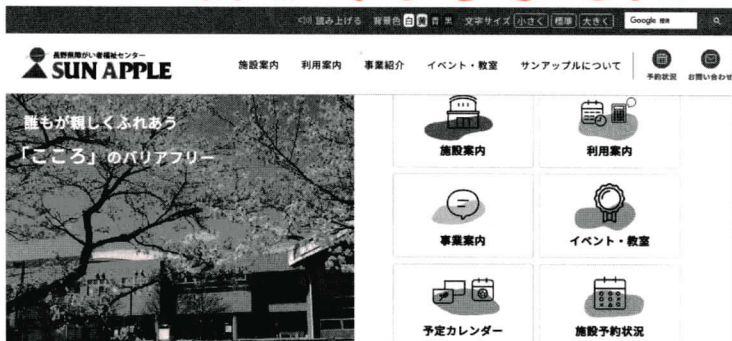 読み上げる 背景色 白 黄 青 黒 文字サイズ 小さく 標準 大きく Google 検索
長野県障がい者福祉センター
SUN APPLE
施設案内 利用案内 事業紹介 イベント・教室 サンアップルについて
予約状況 お問い合わせ
誰もが親しくふれあう
「こころ」のバリアフリー
施設案内 利用案内
事業案内 イベント・教室
予定カレンダー 施設予約状況